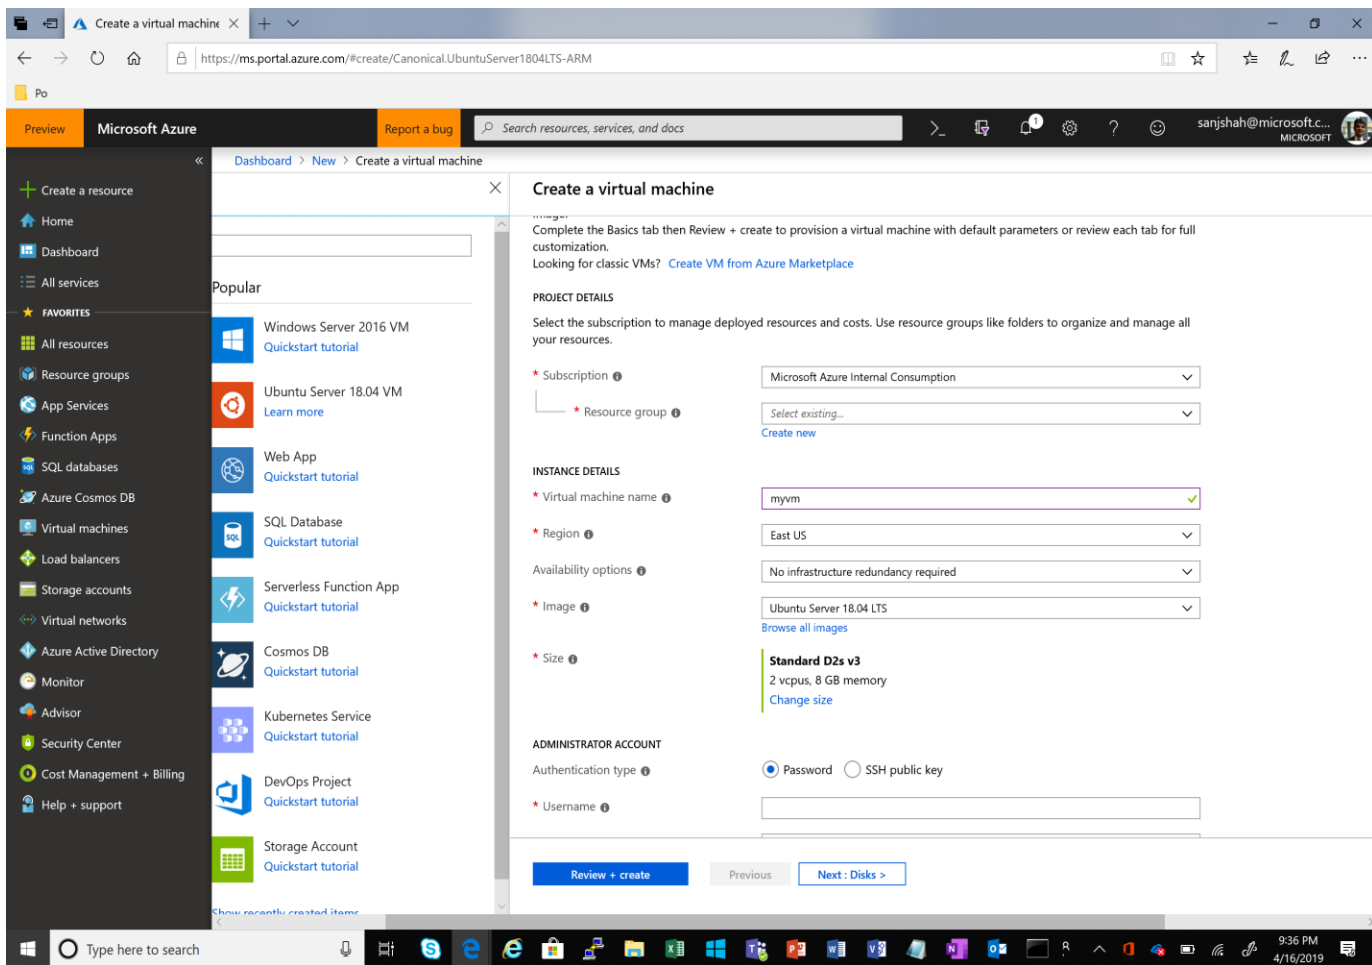 Create a virtual machine
https://ms.portal.azure.com/#create/Canonical.UbuntuServer1804LTS-ARM
Po
Preview
Microsoft Azure
Report a bug
Search resources, services, and docs
1
sanjshah@microsoft.c...
MICROSOFT
Create a resource
Home
Dashboard
All services
FAVORITES
All resources
Resource groups
App Services
Function Apps
SQL databases
Azure Cosmos DB
Virtual machines
Load balancers
Storage accounts
Virtual networks
Azure Active Directory
Monitor
Advisor
Security Center
Cost Management + Billing
Help + support
Dashboard > New > Create a virtual machine
Popular
Windows Server 2016 VM
Quickstart tutorial
Ubuntu Server 18.04 VM
Learn more
Web App
Quickstart tutorial
SQL Database
Quickstart tutorial
Serverless Function App
Quickstart tutorial
Cosmos DB
Quickstart tutorial
Kubernetes Service
Quickstart tutorial
DevOps Project
Quickstart tutorial
Storage Account
Quickstart tutorial
Show recently created items
Create a virtual machine
image.
Complete the Basics tab then Review + create to provision a virtual machine with default parameters or review each tab for full
customization.
Looking for classic VMs? Create VM from Azure Marketplace
PROJECT DETAILS
Select the subscription to manage deployed resources and costs. Use resource groups like folders to organize and manage all
your resources.
* Subscription
Microsoft Azure Internal Consumption
* Resource group
Select existing...
Create new
INSTANCE DETAILS
* Virtual machine name
myvm
* Region
East US
Availability options
No infrastructure redundancy required
* Image
Ubuntu Server 18.04 LTS
Browse all images
* Size
Standard D2s v3
2 vcpus, 8 GB memory
Change size
ADMINISTRATOR ACCOUNT
Authentication type
Password
SSH public key
* Username
Review + create
Previous
Next : Disks >
Type here to search
9:36 PM
4/16/2019